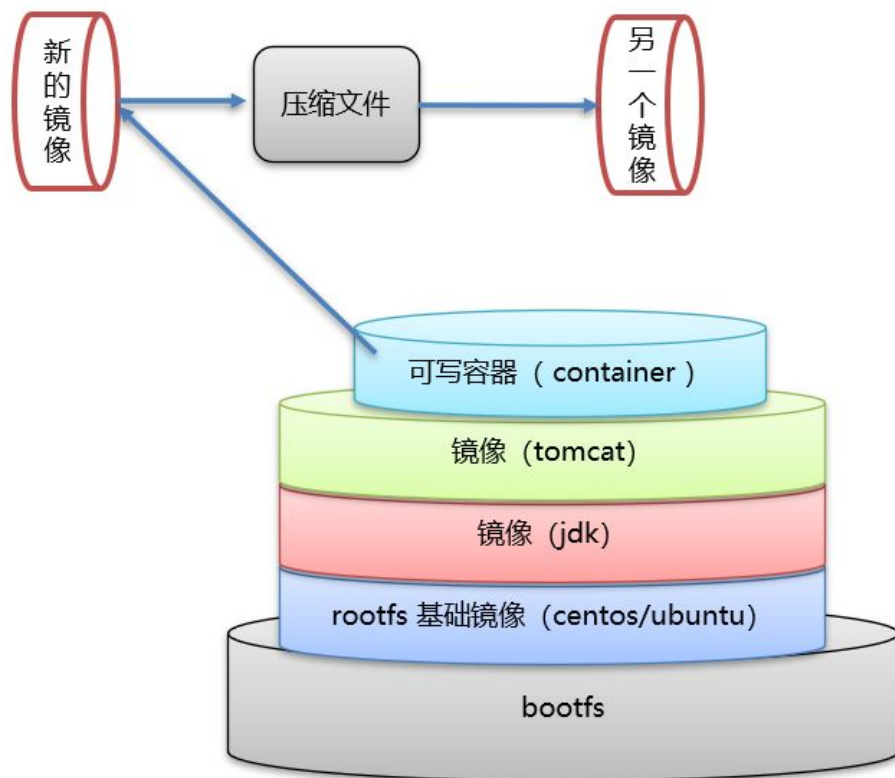 新的镜像
压缩文件
另一个镜像
可写容器（container）
镜像（tomcat）
镜像（jdk）
rootfs 基础镜像（centos/ubuntu）
bootfs